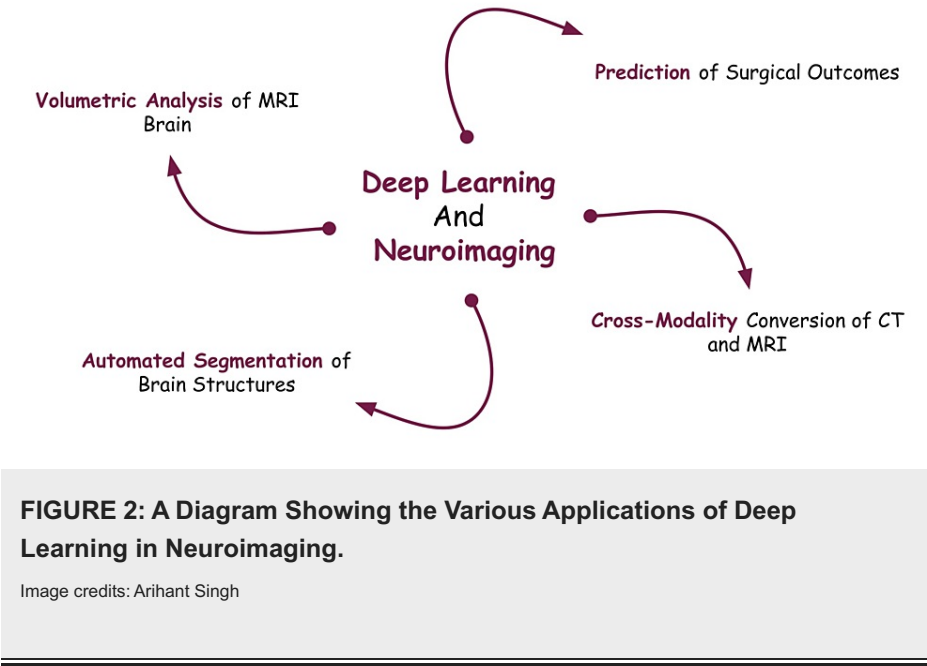 Prediction of Surgical Outcomes
Volumetric Analysis of MRI
Brain
Deep Learning
And
Neuroimaging
Cross-Modality Conversion of CT
and MRI
Automated Segmentation of
Brain Structures
FIGURE 2: A Diagram Showing the Various Applications of Deep
Learning in Neuroimaging.
Image credits: Arihant Singh